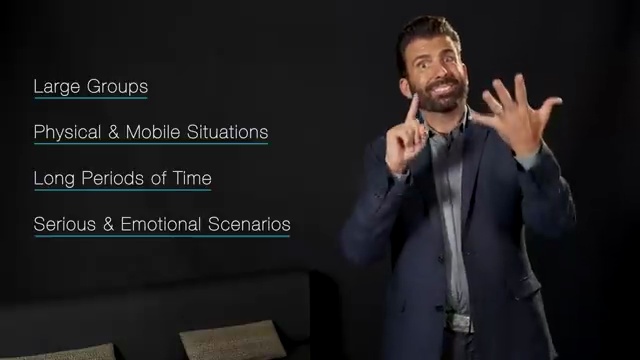 Large Groups
Physical & Mobile Situations
Long Periods of Time
Serious & Emotional Scenarios